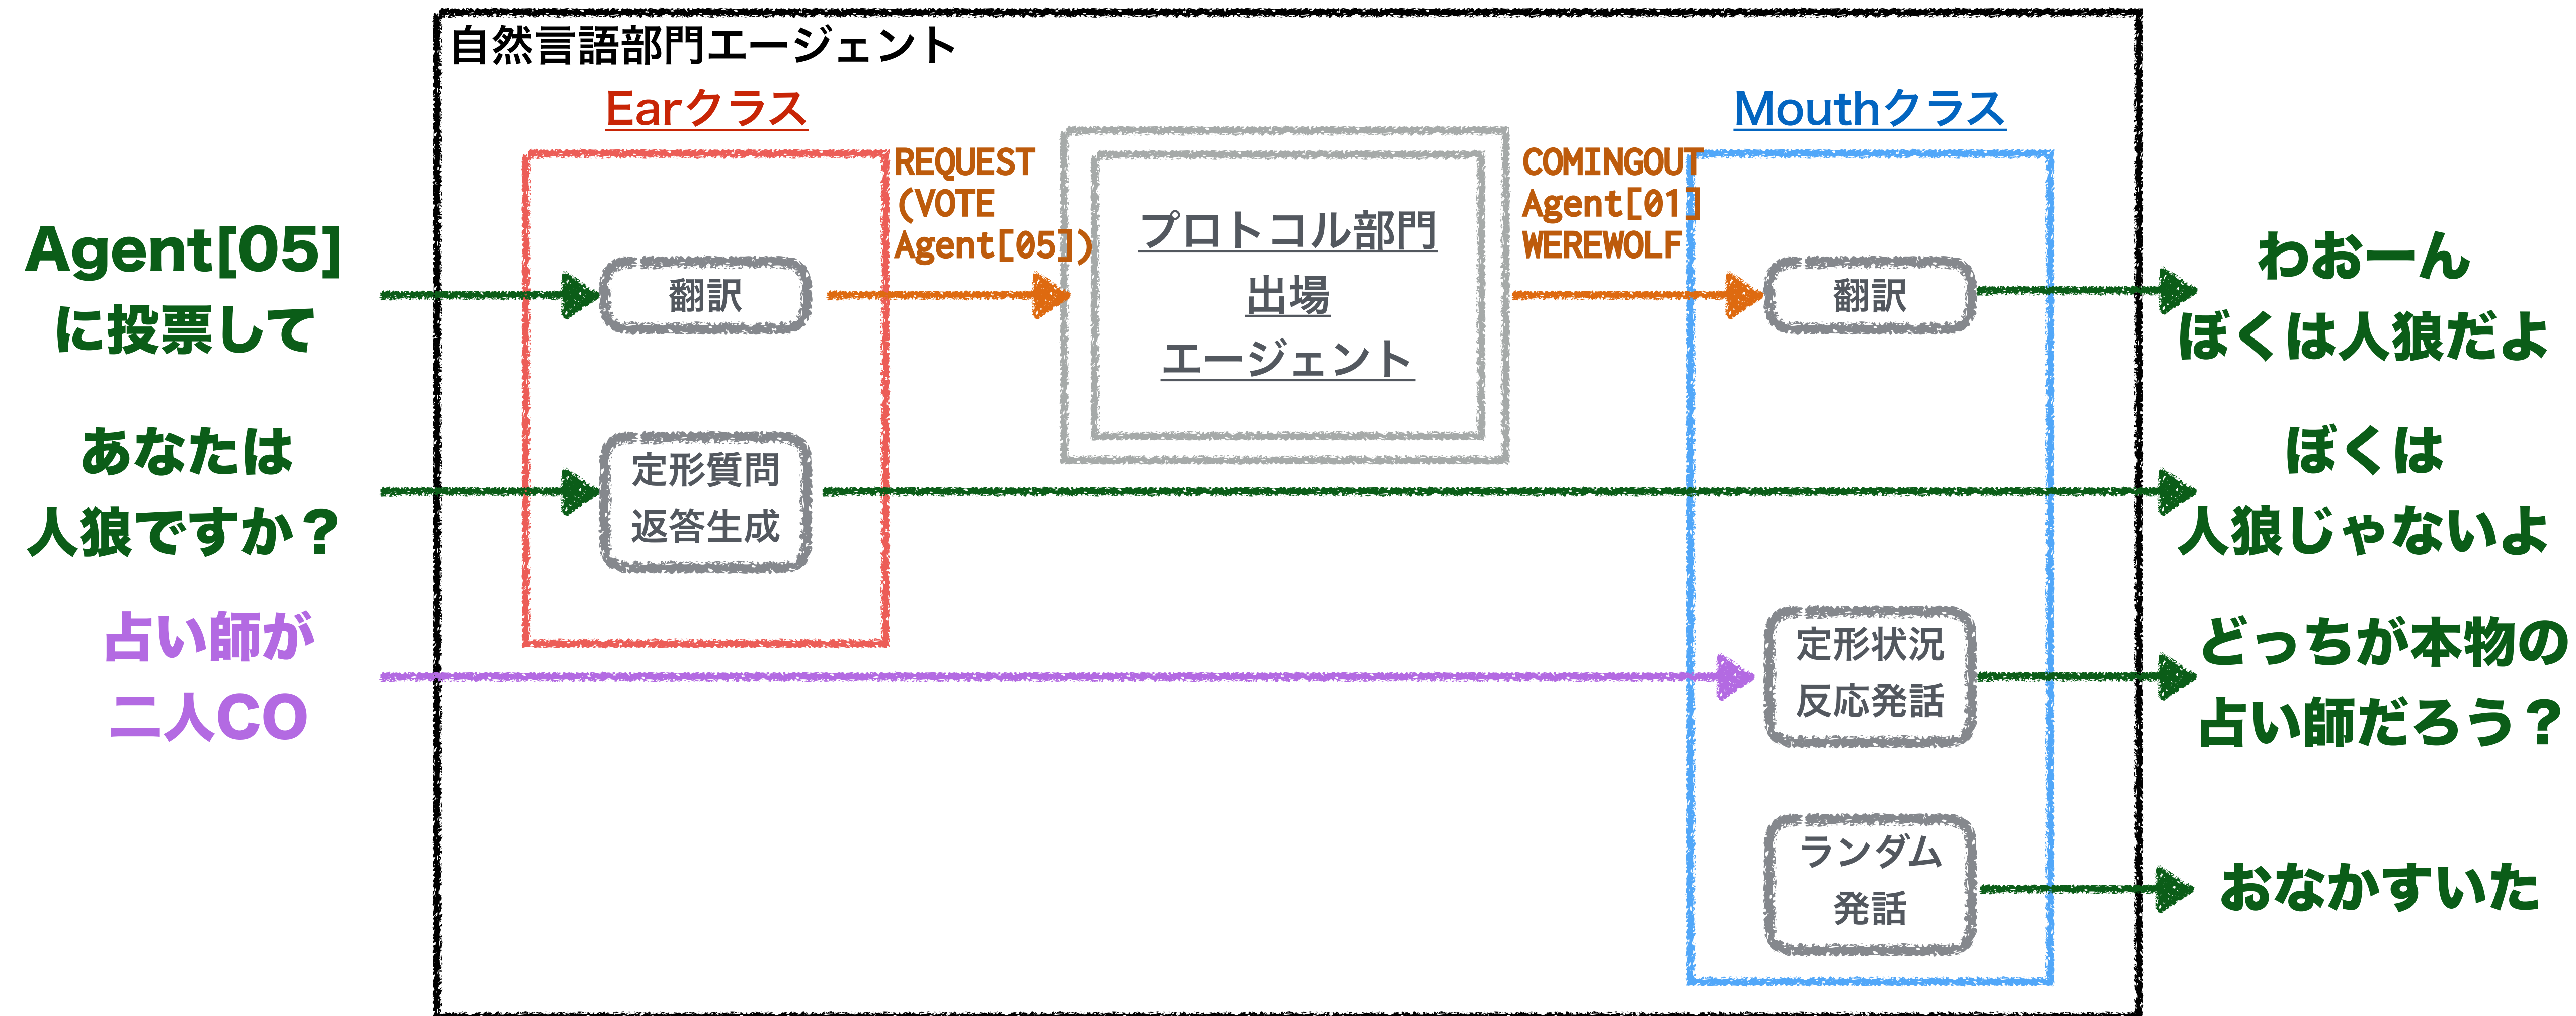 自然言語部門エージェント
Earクラス
Mouthクラス
Agent[05]
に投票して
翻訳
REQUEST
(VOTE
Agent[05])
プロトコル部門
出場
エージェント
COMINGOUT
Agent[01]
WEREWOLF
翻訳
わおーん
ぼくは人狼だよ
あなたは
人狼ですか？
定形質問
返答生成
ぼくは
人狼じゃないよ
占い師が
二人CO
定形状況
反応発話
どっちが本物の
占い師だろう？
ランダム
発話
おなかすいた